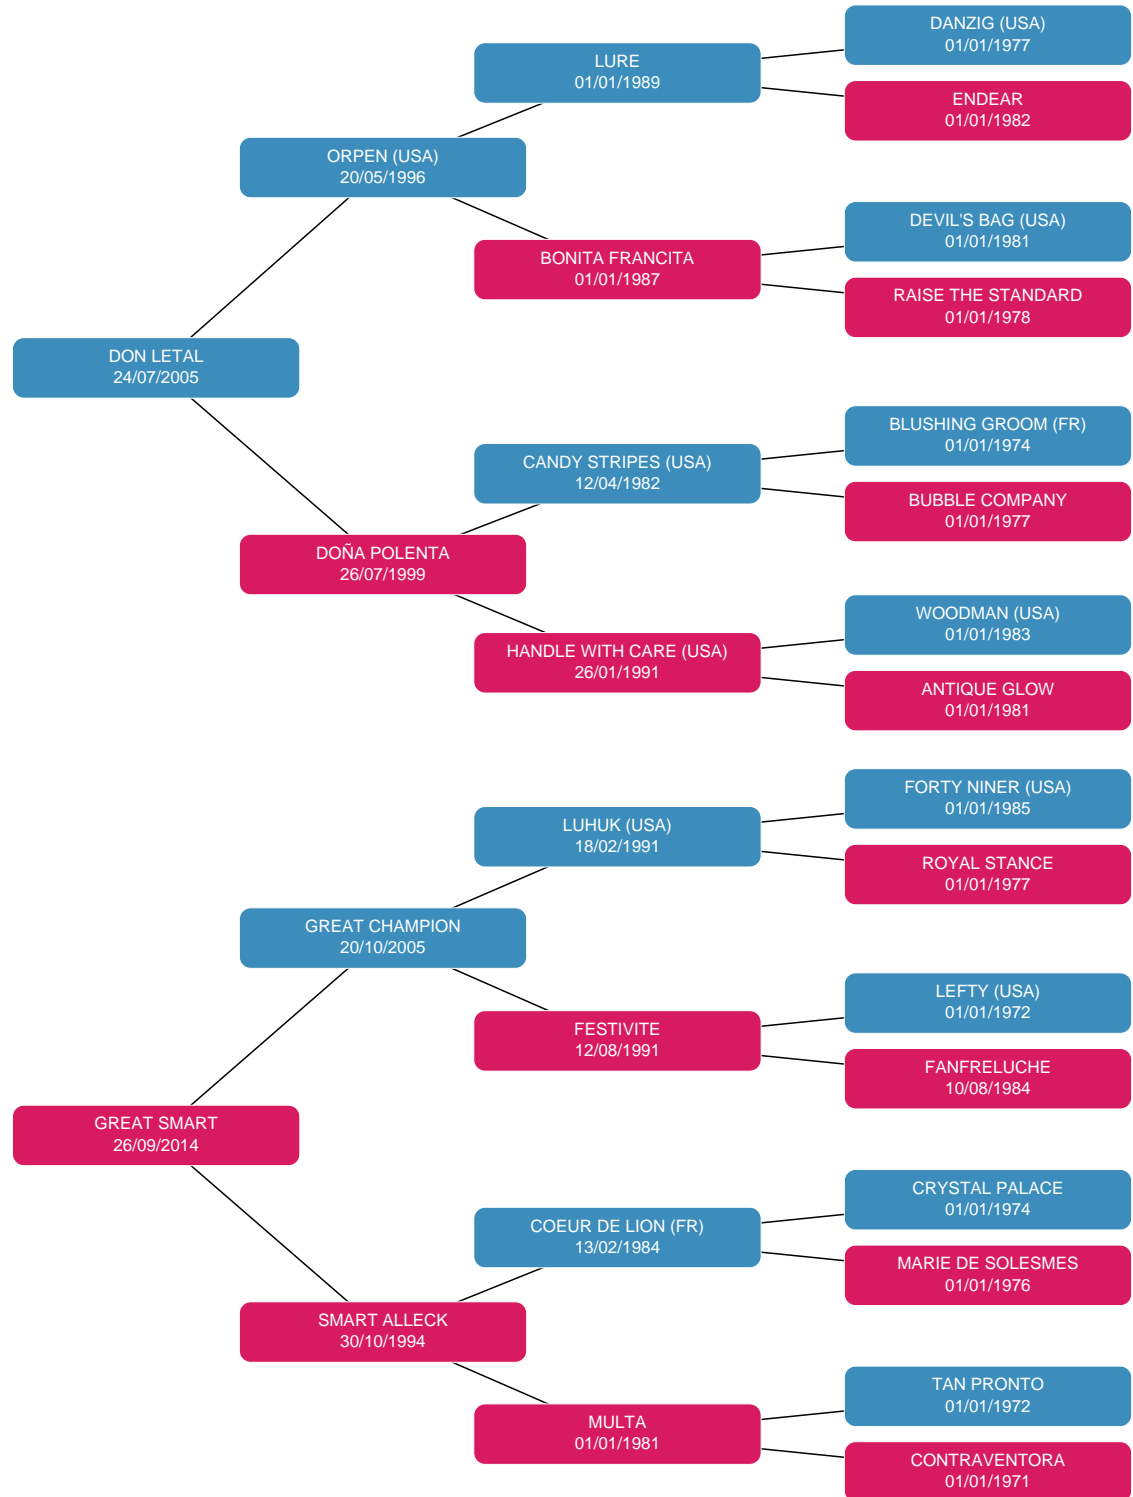 DANZIG (USA)
01/01/1977
LURE
01/01/1989
ENDEAR
01/01/1982
ORPEN (USA)
20/05/1996
DEVIL'S BAG (USA)
01/01/1981
BONITA FRANCITA
01/01/1987
RAISE THE STANDARD
01/01/1978
DON LETAL
24/07/2005
BLUSHING GROOM (FR)
01/01/1974
CANDY STRIPES (USA)
12/04/1982
BUBBLE COMPANY
01/01/1977
DOÑA POLENTA
26/07/1999
WOODMAN (USA)
01/01/1983
HANDLE WITH CARE (USA)
26/01/1991
ANTIQUE GLOW
01/01/1981
FORTY NINER (USA)
01/01/1985
LUHUK (USA)
18/02/1991
ROYAL STANCE
01/01/1977
GREAT CHAMPION
20/10/2005
LEFTY (USA)
01/01/1972
FESTIVITE
12/08/1991
FANFRELUCHE
10/08/1984
GREAT SMART
26/09/2014
CRYSTAL PALACE
01/01/1974
COEUR DE LION (FR)
13/02/1984
MARIE DE SOLESMES
01/01/1976
SMART ALLECK
30/10/1994
TAN PRONTO
01/01/1972
MULTA
01/01/1981
CONTRAVENTORA
01/01/1971